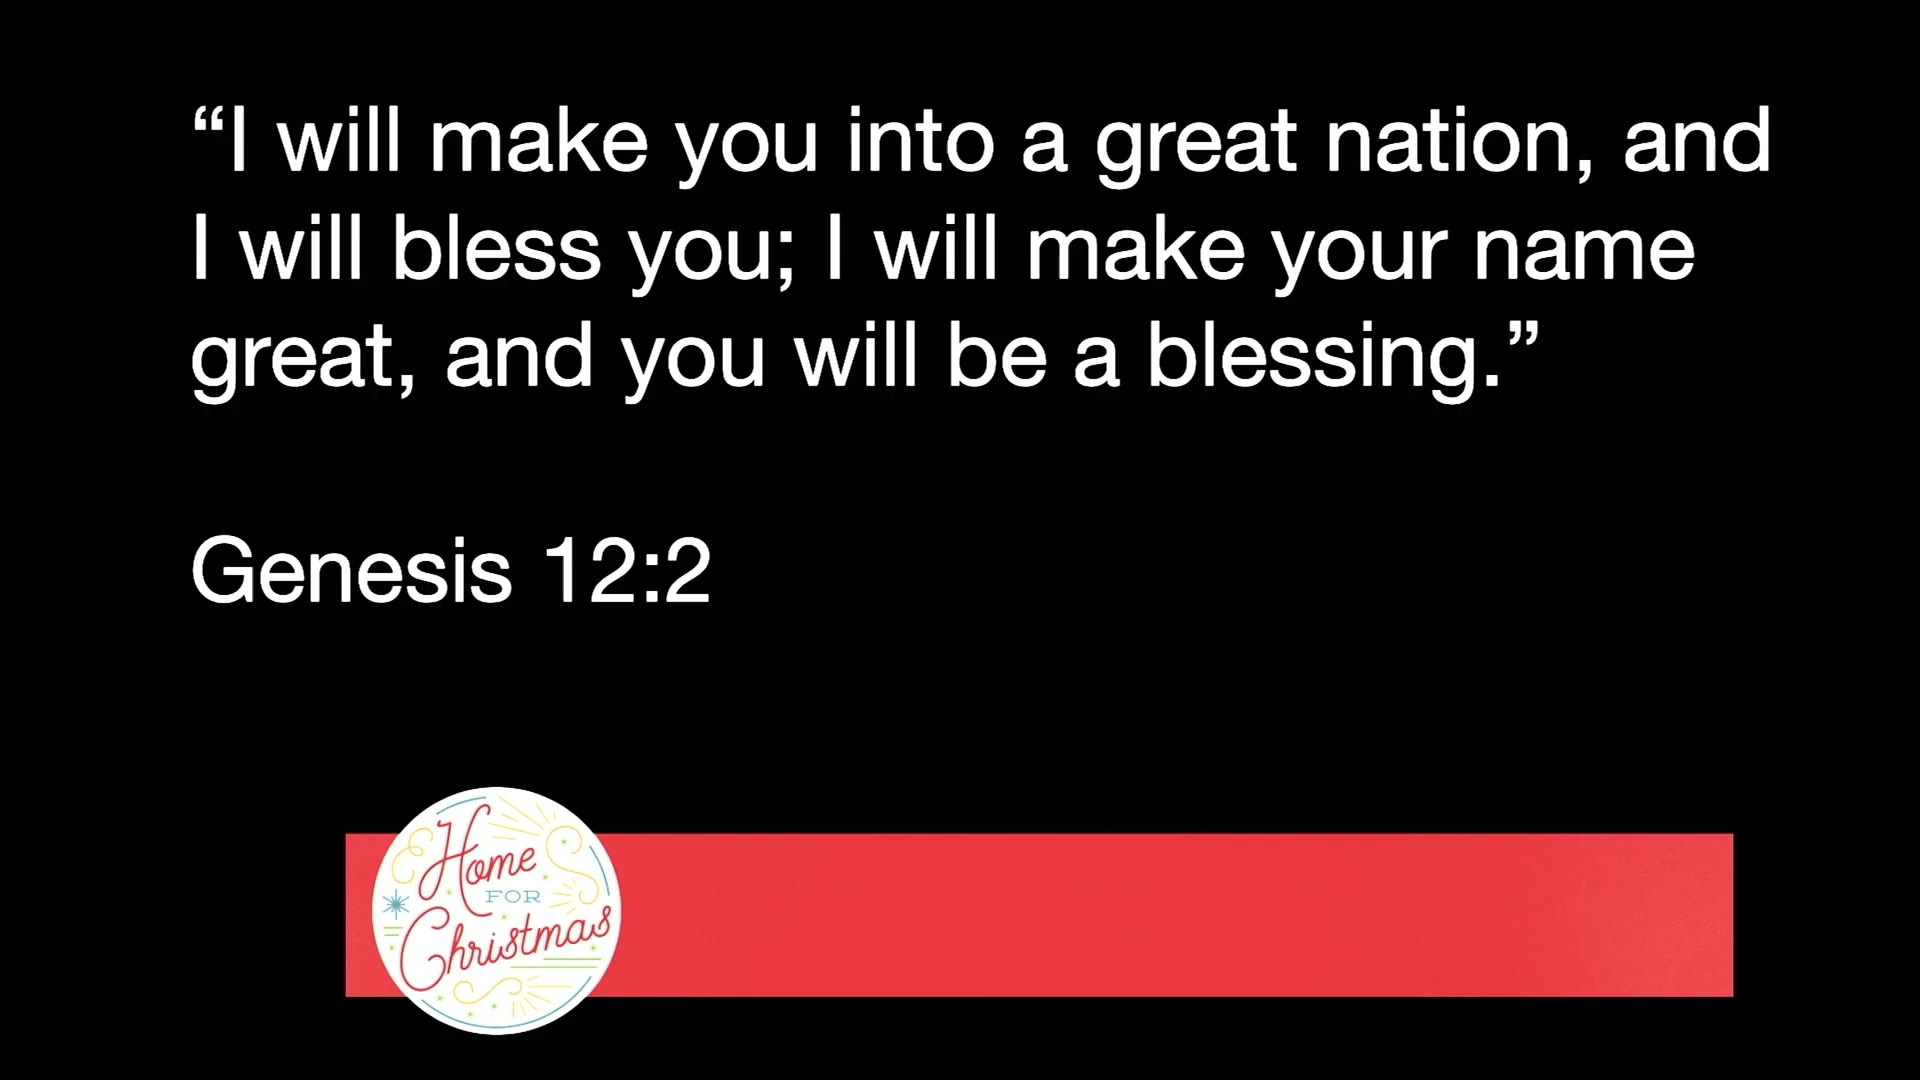 “I will make you into a great nation, and
I will bless you; I will make your name
great, and you will be a blessing.”
Genesis 12:2
Home
FOR
Christmas